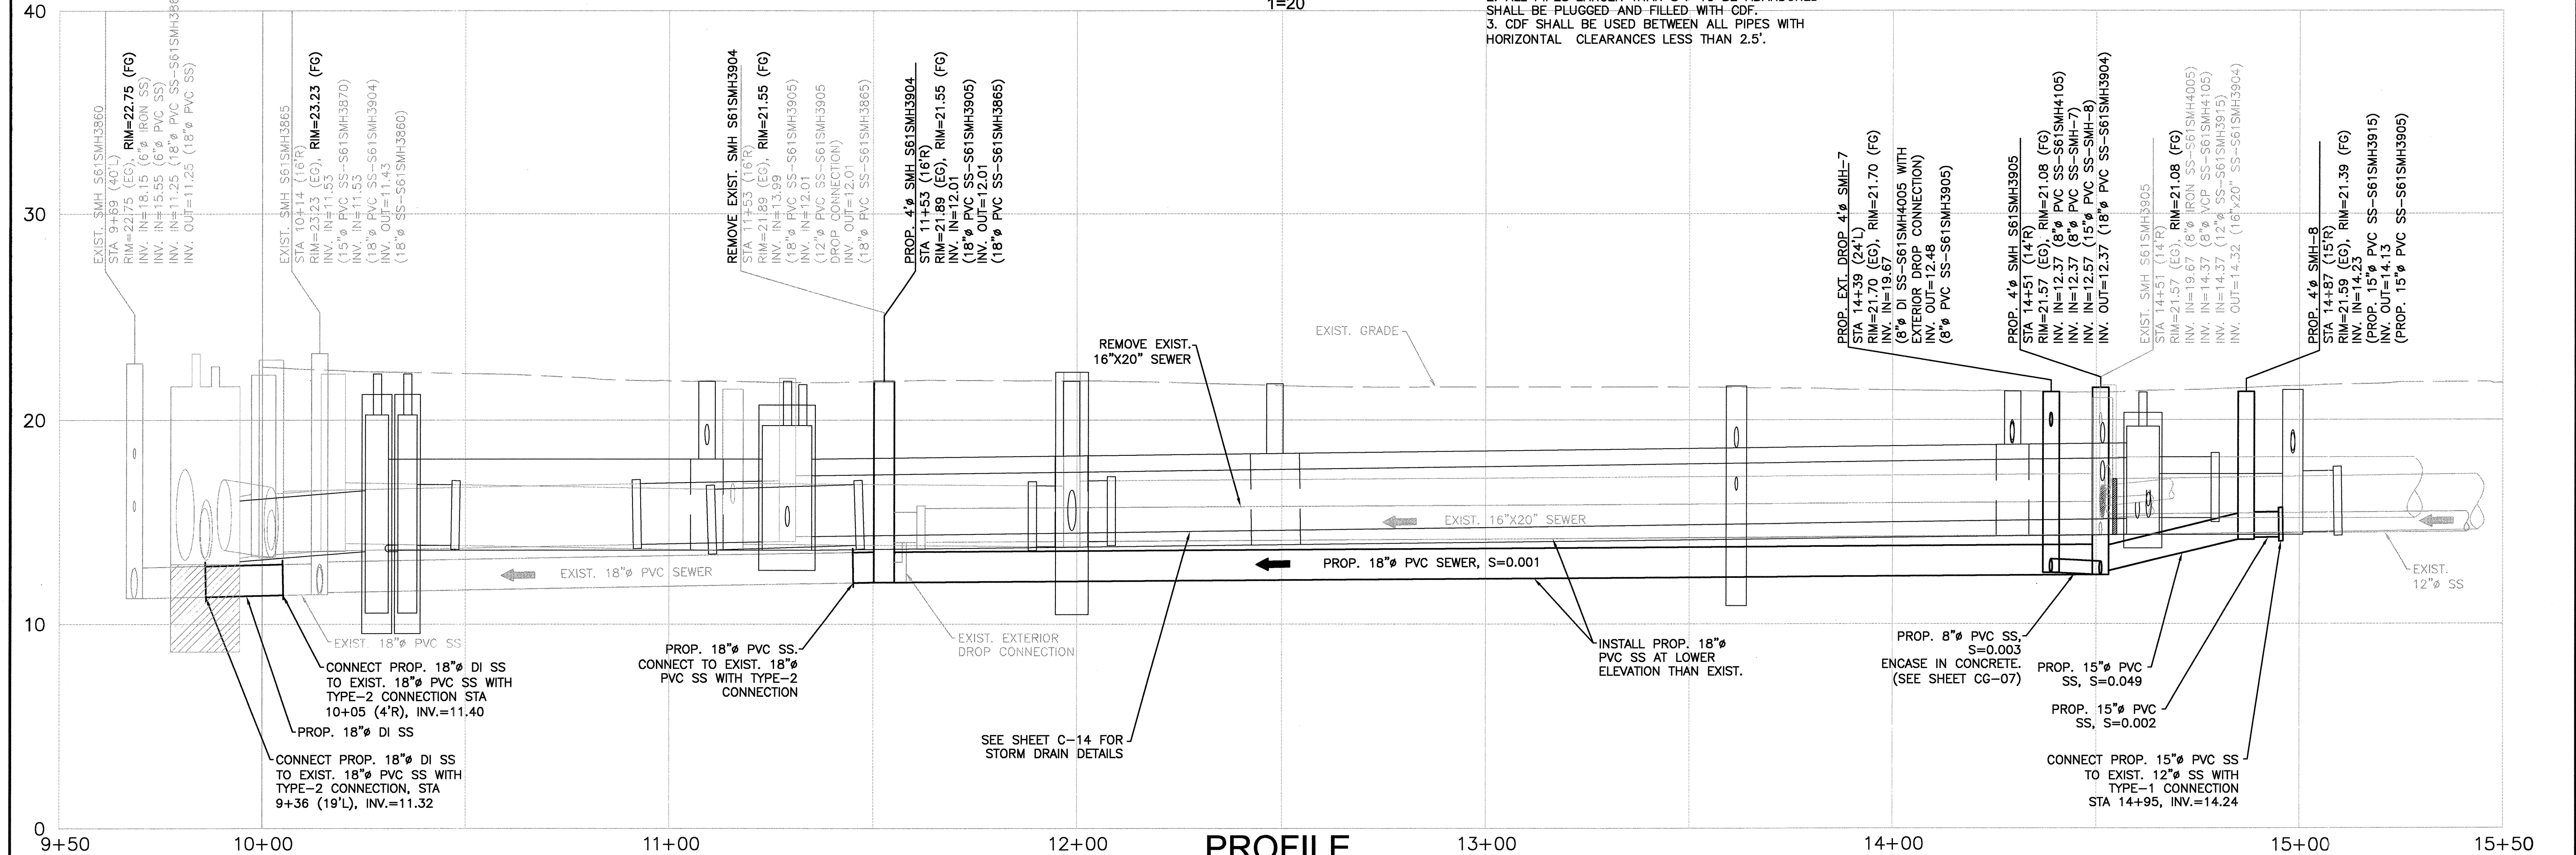 1=20
SHALL BE PLUGGED AND FILLED WITH CDF.
3. CDF SHALL BE USED BETWEEN ALL PIPES WITH
HORIZONTAL CLEARANCES LESS THAN 2.5'.
40
30
20
10
0
EXIST. SMH S61SMH3860
STA 9+69 (40'L)
RIM=22.75 (EG), RIM=22.75 (FG)
INV. IN=18.15 (6"ø IRON SS)
INV. IN=15.55 (6"ø PVC SS)
INV. IN=11.25 (18"ø PVC SS-S61SMH386
INV. OUT=11.25 (18"ø PVC SS)
EXIST. SMH S61SMH3865
STA 10+14 (16'R)
RIM=23.23 (EG), RIM=23.23 (FG)
INV. IN=11.53
(15"ø PVC SS-S61SMH3870)
INV. IN=11.53
(18"ø PVC SS-S61SMH3904)
INV. OUT=11.43
(18"ø SS-S61SMH3860)
REMOVE EXIST. SMH S61SMH3904
STA 11+53 (16'R)
RIM=21.89 (EG), RIM=21.55 (FG)
INV. IN=13.99
(18"ø PVC SS-S61SMH3905)
INV. IN=12.01
(12"ø PVC SS-S61SMH3905
DROP CONNECTION)
INV. OUT=12.01
(18"ø PVC SS-S61SMH3865)
PROP. 4'ø SMH S61SMH3904
STA 11+53 (16'R)
RIM=21.89 (EG), RIM=21.55 (FG)
INV. IN=12.01
(18"ø PVC SS-S61SMH3905)
INV. OUT=12.01
(18"ø PVC SS-S61SMH3865)
PROP. EXT. DROP 4'ø SMH-7
STA 14+39 (24'L)
RIM=21.70 (EG), RIM=21.70 (FG)
INV. IN=19.67
(8"ø DI SS-S61SMH4005 WITH
EXTERIOR DROP CONNECTION)
INV. OUT=12.48
(8"ø PVC SS-S61SMH3905)
PROP. 4'ø SMH S61SMH3905
STA 14+51 (14'R)
RIM=21.57 (EG), RIM=21.08 (FG)
INV. IN=12.37 (8"ø PVC SS-S61SMH4105)
INV. IN=12.37 (8"ø PVC SS-SMH-7)
INV. IN=12.57 (15"ø PVC SS-SMH-8)
INV. OUT=12.37 (18"ø PVC SS-S61SMH3904)
EXIST. SMH S61SMH3905
STA 14+51 (14'R)
RIM=21.57 (EG), RIM=21.08 (FG)
INV. IN=19.67 (8"ø IRON SS-S61SMH4005)
INV. IN=14.37 (8"ø VCP SS-S61SMH4105)
INV. IN=14.37 (12"ø SS-S61SMH3915)
INV. OUT=14.32 (16"x20" SS-S61SMH3904)
PROP. 4'ø SMH-8
STA 14+87 (15'R)
RIM=21.59 (EG), RIM=21.39 (FG)
INV. IN=14.23
(PROP. 15"ø PVC SS-S61SMH3915)
INV. OUT=14.13
(PROP. 15"ø PVC SS-S61SMH3905)
EXIST. GRADE
REMOVE EXIST.
16"X20" SEWER
EXIST. 16"X20" SEWER
EXIST. 18"ø PVC SEWER
PROP. 18"ø PVC SEWER, S=0.001
EXIST.
12"ø SS
EXIST. 18"ø PVC SS
CONNECT PROP. 18"ø DI SS
TO EXIST. 18"ø PVC SS WITH
TYPE-2 CONNECTION STA
10+05 (4'R), INV.=11.40
PROP. 18"ø DI SS
CONNECT PROP. 18"ø DI SS
TO EXIST. 18"ø PVC SS WITH
TYPE-2 CONNECTION, STA
9+36 (19'L), INV.=11.32
PROP. 18"ø PVC SS.
CONNECT TO EXIST. 18"ø
PVC SS WITH TYPE-2
CONNECTION
EXIST. EXTERIOR
DROP CONNECTION
SEE SHEET C-14 FOR
STORM DRAIN DETAILS
INSTALL PROP. 18"ø
PVC SS AT LOWER
ELEVATION THAN EXIST.
PROP. 8"ø PVC SS,
S=0.003
ENCASE IN CONCRETE.
(SEE SHEET CG-07)
PROP. 15"ø PVC
SS, S=0.049
PROP. 15"ø PVC
SS, S=0.002
CONNECT PROP. 15"ø PVC SS
TO EXIST. 12"ø SS WITH
TYPE-1 CONNECTION
STA 14+95, INV.=14.24
9+50
10+00
11+00
12+00
13+00
14+00
15+00
15+50
PROFILE